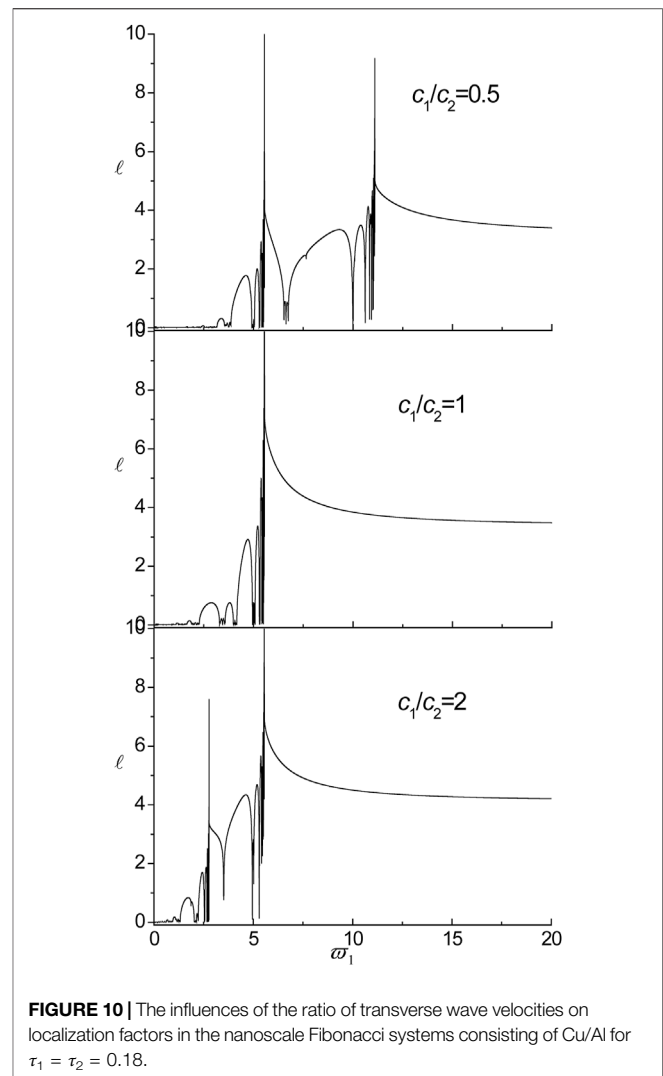 10
8
6
4
2
0
ℓ
c₁/c₂=0.5
10
8
6
4
2
0
ℓ
c₁/c₂=1
10
8
6
4
2
0
ℓ
c₁/c₂=2
0 5 10 15 20
ϖ₁
FIGURE 10 | The influences of the ratio of transverse wave velocities on
localization factors in the nanoscale Fibonacci systems consisting of Cu/Al for
τ₁ = τ₂ = 0.18.